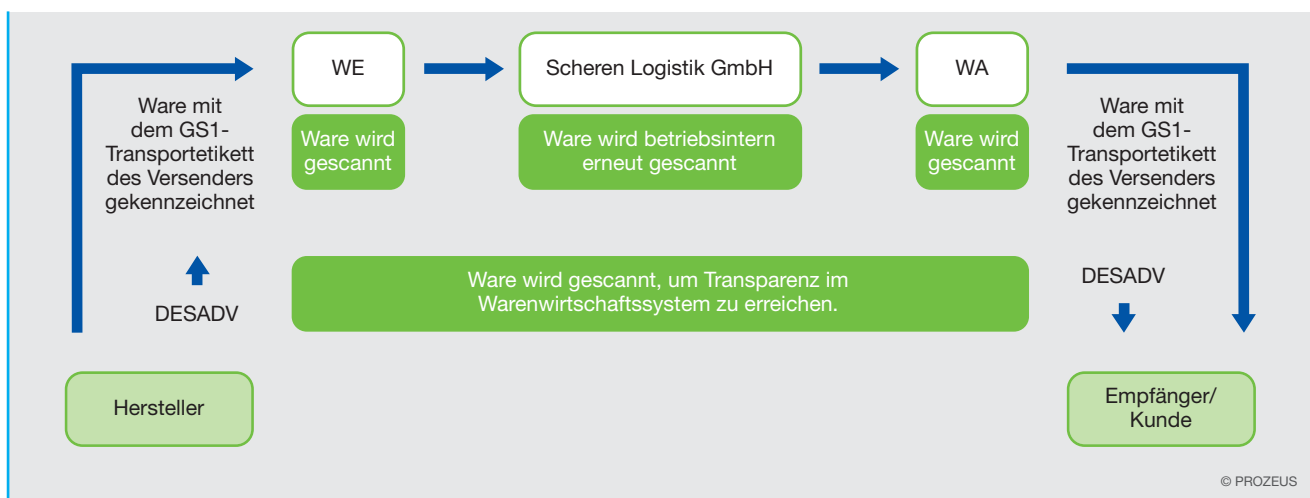 WE
Scheren Logistik GmbH
WA
Ware mit
dem GS1-
Transportetikett
des Versenders
gekennzeichnet
Ware wird
gescannt
Ware wird betriebsintern
erneut gescannt
Ware wird
gescannt
Ware mit
dem GS1-
Transportetikett
des Versenders
gekennzeichnet
DESADV
Ware wird gescannt, um Transparenz im
Warenwirtschaftssystem zu erreichen.
DESADV
Hersteller
Empfänger/
Kunde
© PROZEUS